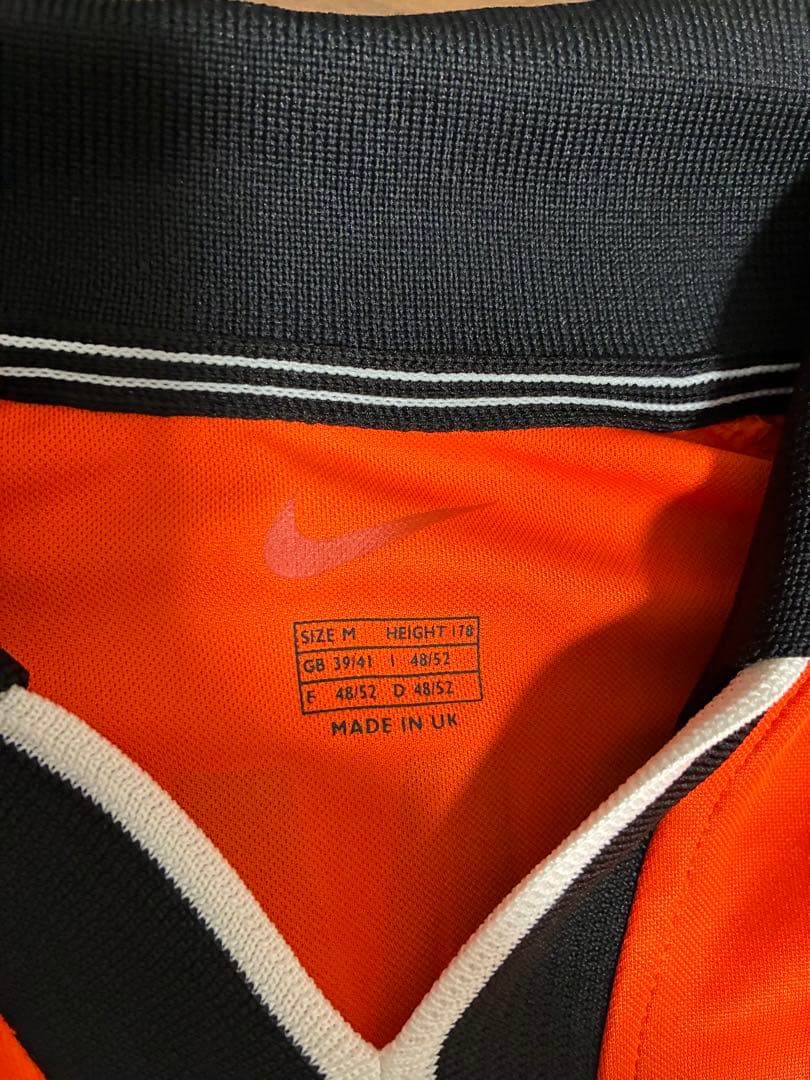 SIZE M HEIGHT 178
GB 39/41 I 48/52
F 48/52 D 48/52
MADE IN UK